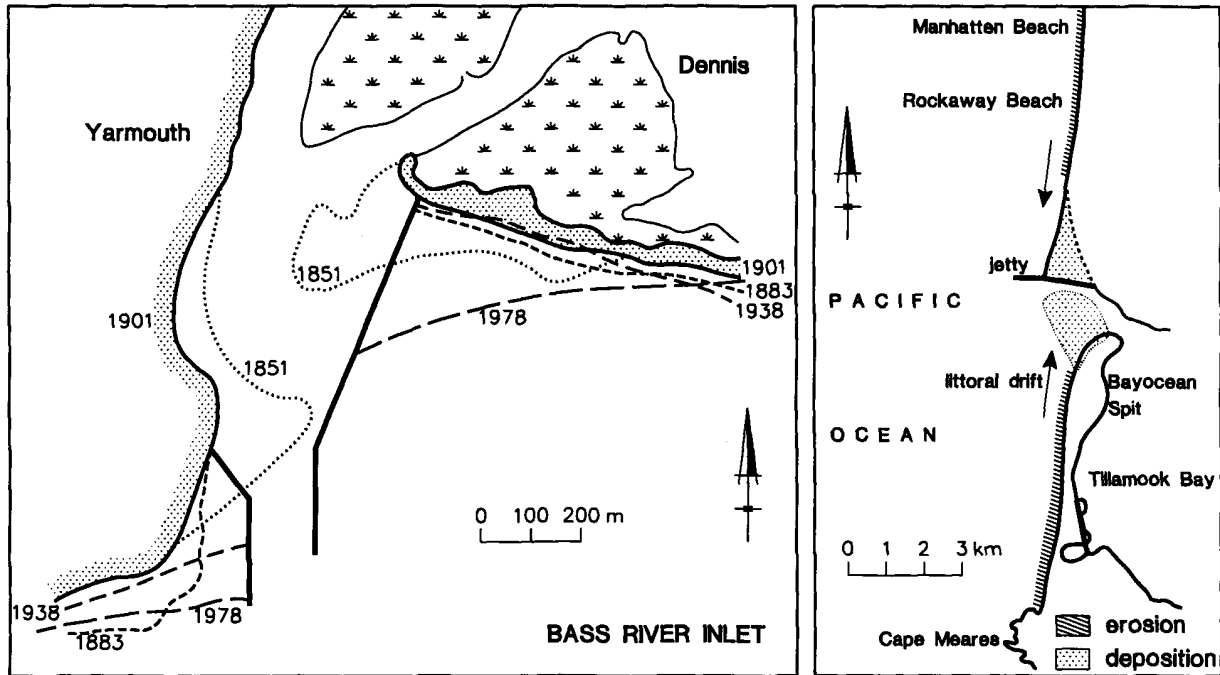 Yarmouth
Dennis
1851
1901
1883
1938
1978
1901
1851
0 100 200 m
1938
1978
1883
BASS RIVER INLET
Manhatten Beach
Rockaway Beach
jetty
PACIFIC
littoral drift
Bayocean
Spit
OCEAN
Tillamook Bay
0 1 2 3 km
Cape Meares
erosion
deposition